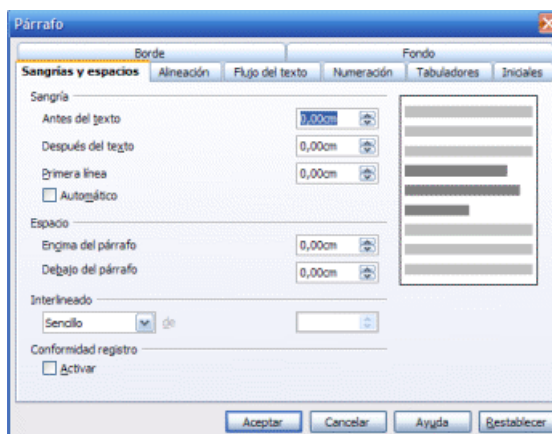 Párrafo
Borde Fondo
Sangrías y espacios Alineación Flujo del texto Numeración Tabuladores Iniciales
Sangría
Antes del texto 0,00cm
Después del texto 0,00cm
Primera línea 0,00cm
Automático
Espacio
Encima del párrafo 0,00cm
Debajo del párrafo 0,00cm
Interlineado
Sencillo de
Conformidad registro
Activar
Aceptar Cancelar Ayuda Restablecer